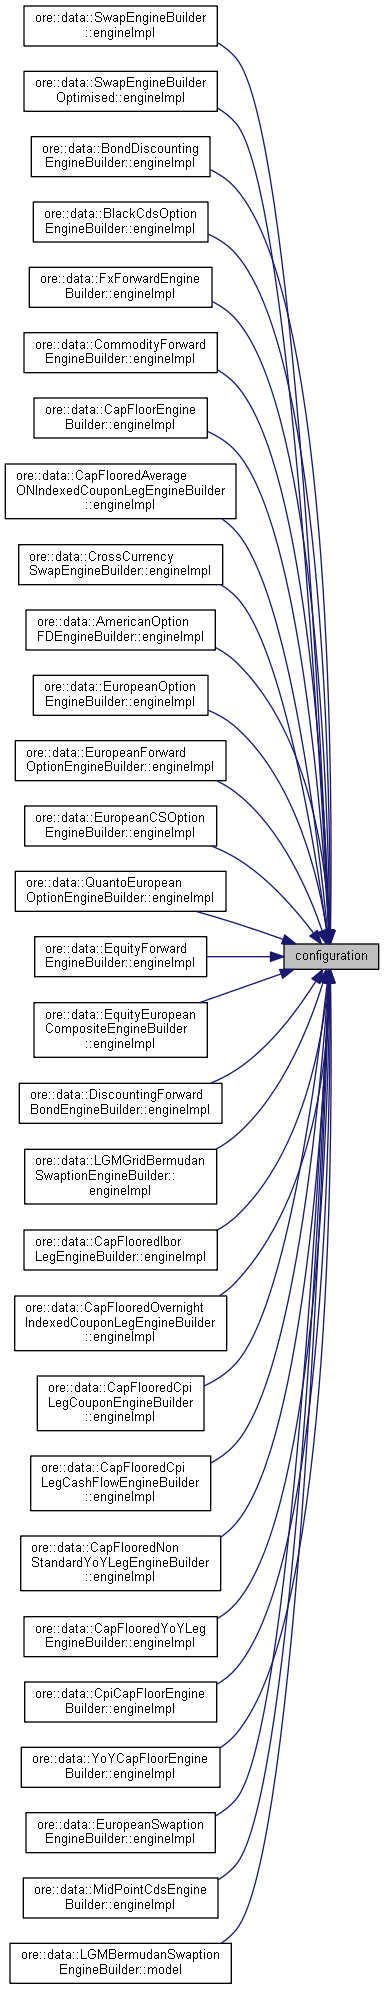 ore::data::SwapEngineBuilder
::engineImpl
ore::data::SwapEngineBuilder
Optimised::engineImpl
ore::data::BondDiscounting
EngineBuilder::engineImpl
ore::data::BlackCdsOption
EngineBuilder::engineImpl
ore::data::FxForwardEngine
Builder::engineImpl
ore::data::CommodityForward
EngineBuilder::engineImpl
ore::data::CapFloorEngine
Builder::engineImpl
ore::data::CapFlooredAverage
ONIndexedCouponLegEngineBuilder
::engineImpl
ore::data::CrossCurrency
SwapEngineBuilder::engineImpl
ore::data::AmericanOption
FDEngineBuilder::engineImpl
ore::data::EuropeanOption
EngineBuilder::engineImpl
ore::data::EuropeanForward
OptionEngineBuilder::engineImpl
ore::data::EuropeanCSOption
EngineBuilder::engineImpl
ore::data::QuantoEuropean
OptionEngineBuilder::engineImpl
ore::data::EquityForward
EngineBuilder::engineImpl
configuration
ore::data::EquityEuropean
CompositeEngineBuilder
::engineImpl
ore::data::DiscountingForward
BondEngineBuilder::engineImpl
ore::data::LGMGridBermudan
SwaptionEngineBuilder::
engineImpl
ore::data::CapFlooredIbor
LegEngineBuilder::engineImpl
ore::data::CapFlooredOvernight
IndexedCouponLegEngineBuilder
::engineImpl
ore::data::CapFlooredCpi
LegCouponEngineBuilder
::engineImpl
ore::data::CapFlooredCpi
LegCashFlowEngineBuilder
::engineImpl
ore::data::CapFlooredNon
StandardYoYLegEngineBuilder
::engineImpl
ore::data::CapFlooredYoYLeg
EngineBuilder::engineImpl
ore::data::CpiCapFloorEngine
Builder::engineImpl
ore::data::YoYCapFloorEngine
Builder::engineImpl
ore::data::EuropeanSwaption
EngineBuilder::engineImpl
ore::data::MidPointCdsEngine
Builder::engineImpl
ore::data::LGMBermudanSwaption
EngineBuilder::model